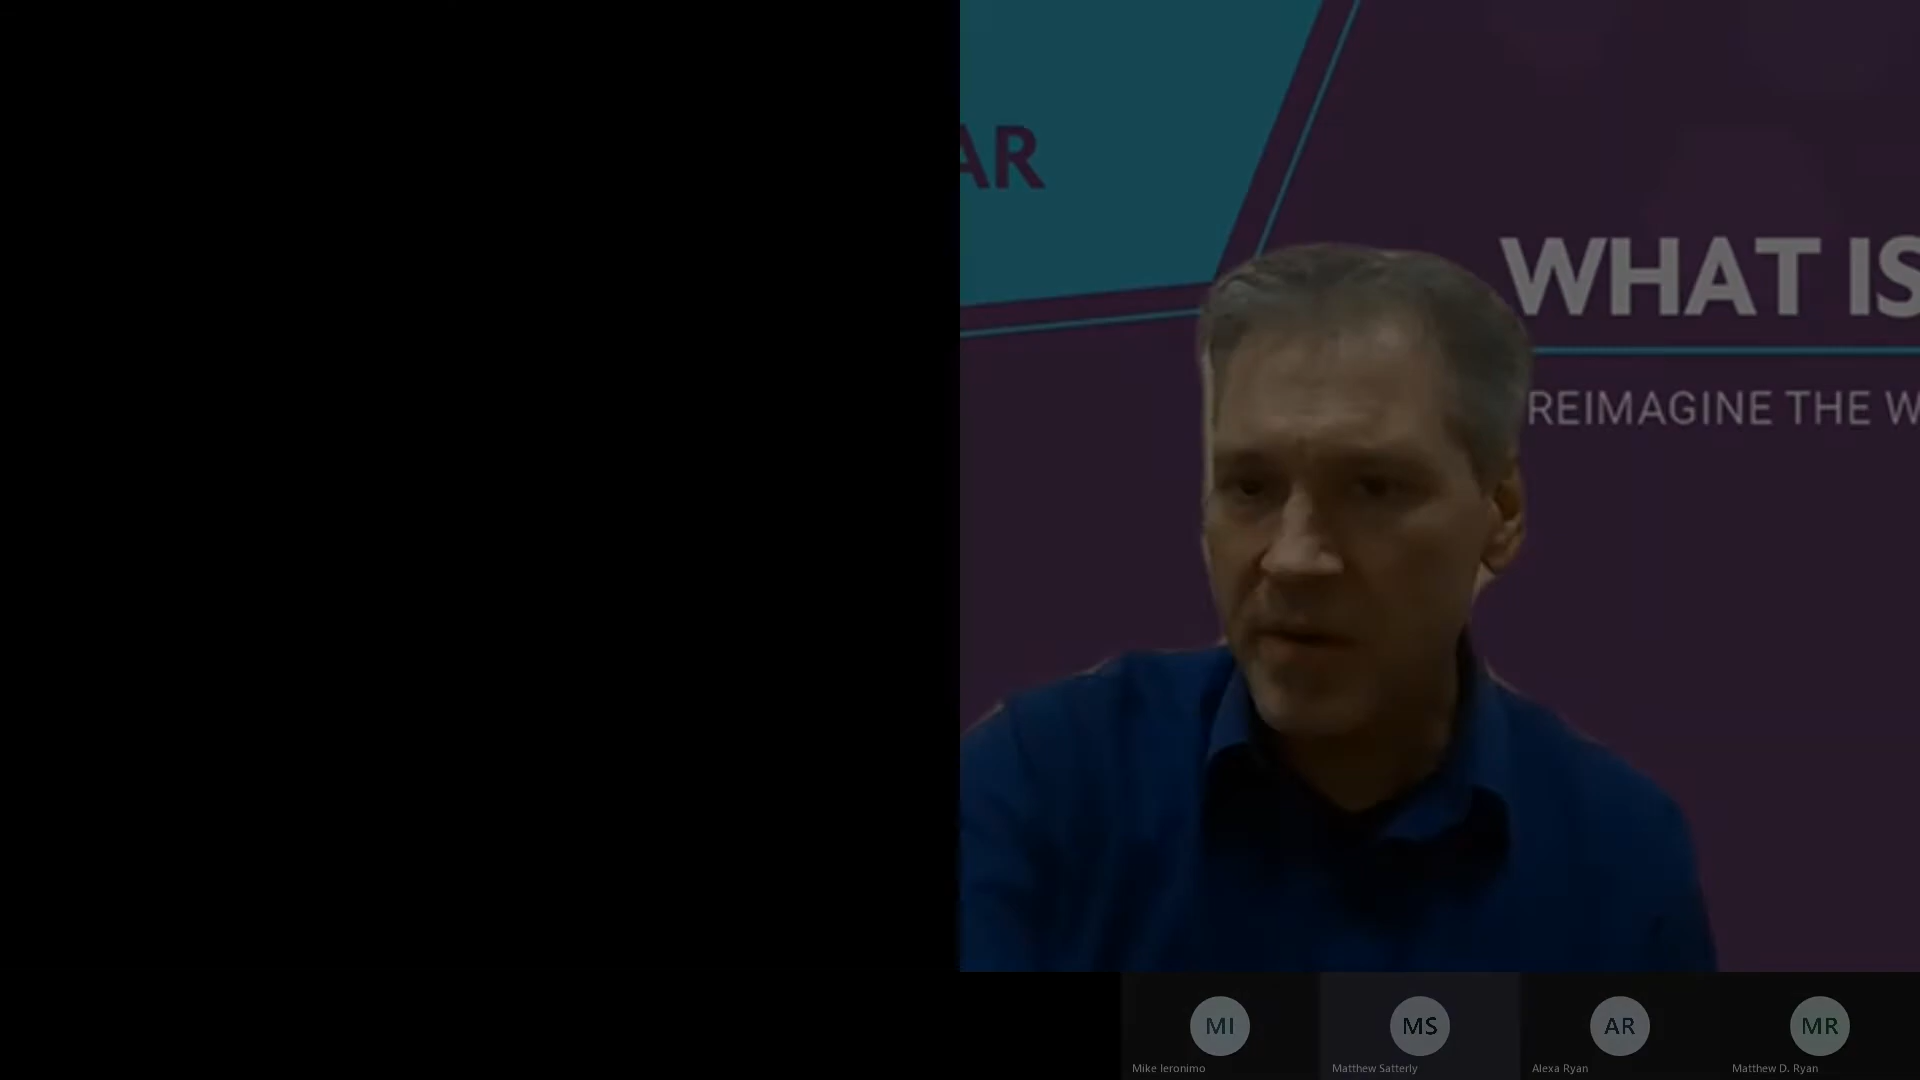 AR
WHAT IS
REIMAGINE THE W
MI
MS
AR
MR
Mike Ieronimo
Matthew Satterly
Alexa Ryan
Matthew D. Ryan